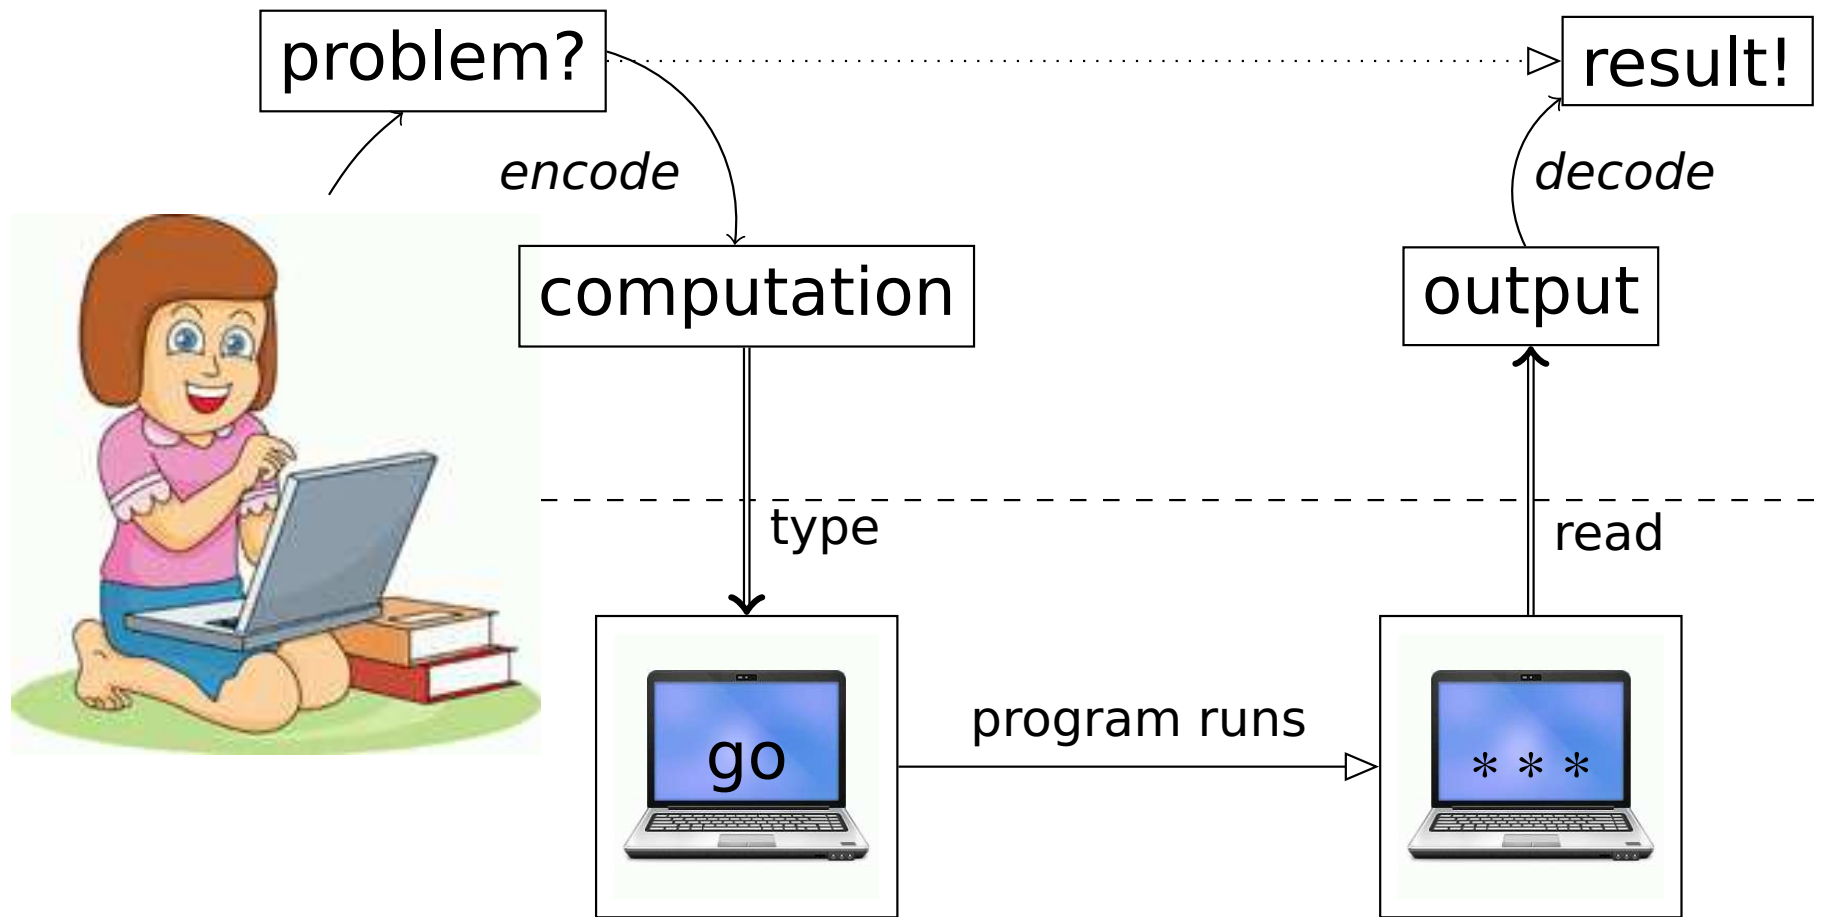 problem?
result!
encode
decode
computation
output
type
read
program runs
go
* * *